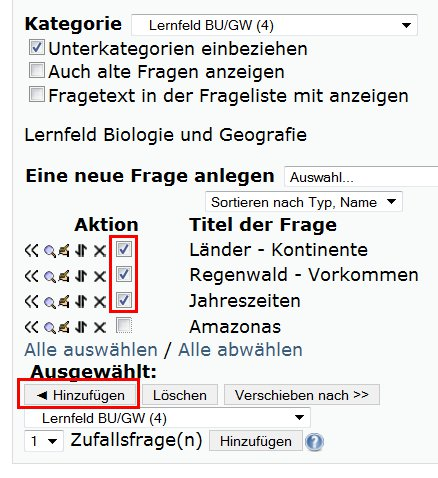 Kategorie Lernfeld BU/GW (4)
Unterkategorien einbeziehen
Auch alte Fragen anzeigen
Fragetext in der Frageliste mit anzeigen
Lernfeld Biologie und Geografie
Eine neue Frage anlegen Auswahl...
Sortieren nach Typ, Name
Aktion Titel der Frage
Länder - Kontinente
Regenwald - Vorkommen
Jahreszeiten
Amazonas
Alle auswählen / Alle abwählen
Ausgewählt:
◄ Hinzufügen Löschen Verschieben nach >>
Lernfeld BU/GW (4)
1 Zufallsfrage(n) Hinzufügen ?